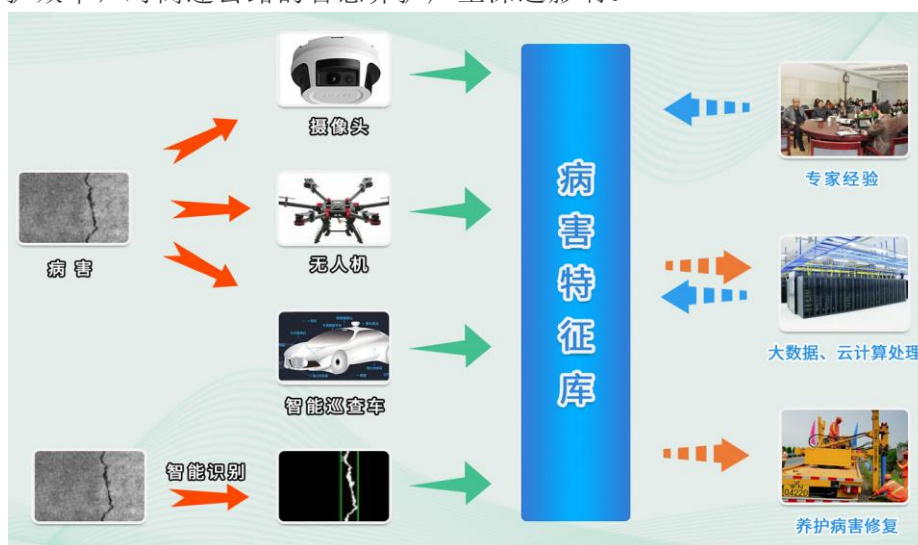 摄像头
专家经验
病害
无人机
病害特征库
大数据、云计算处理
智能巡查车
智能识别
养护病害修复